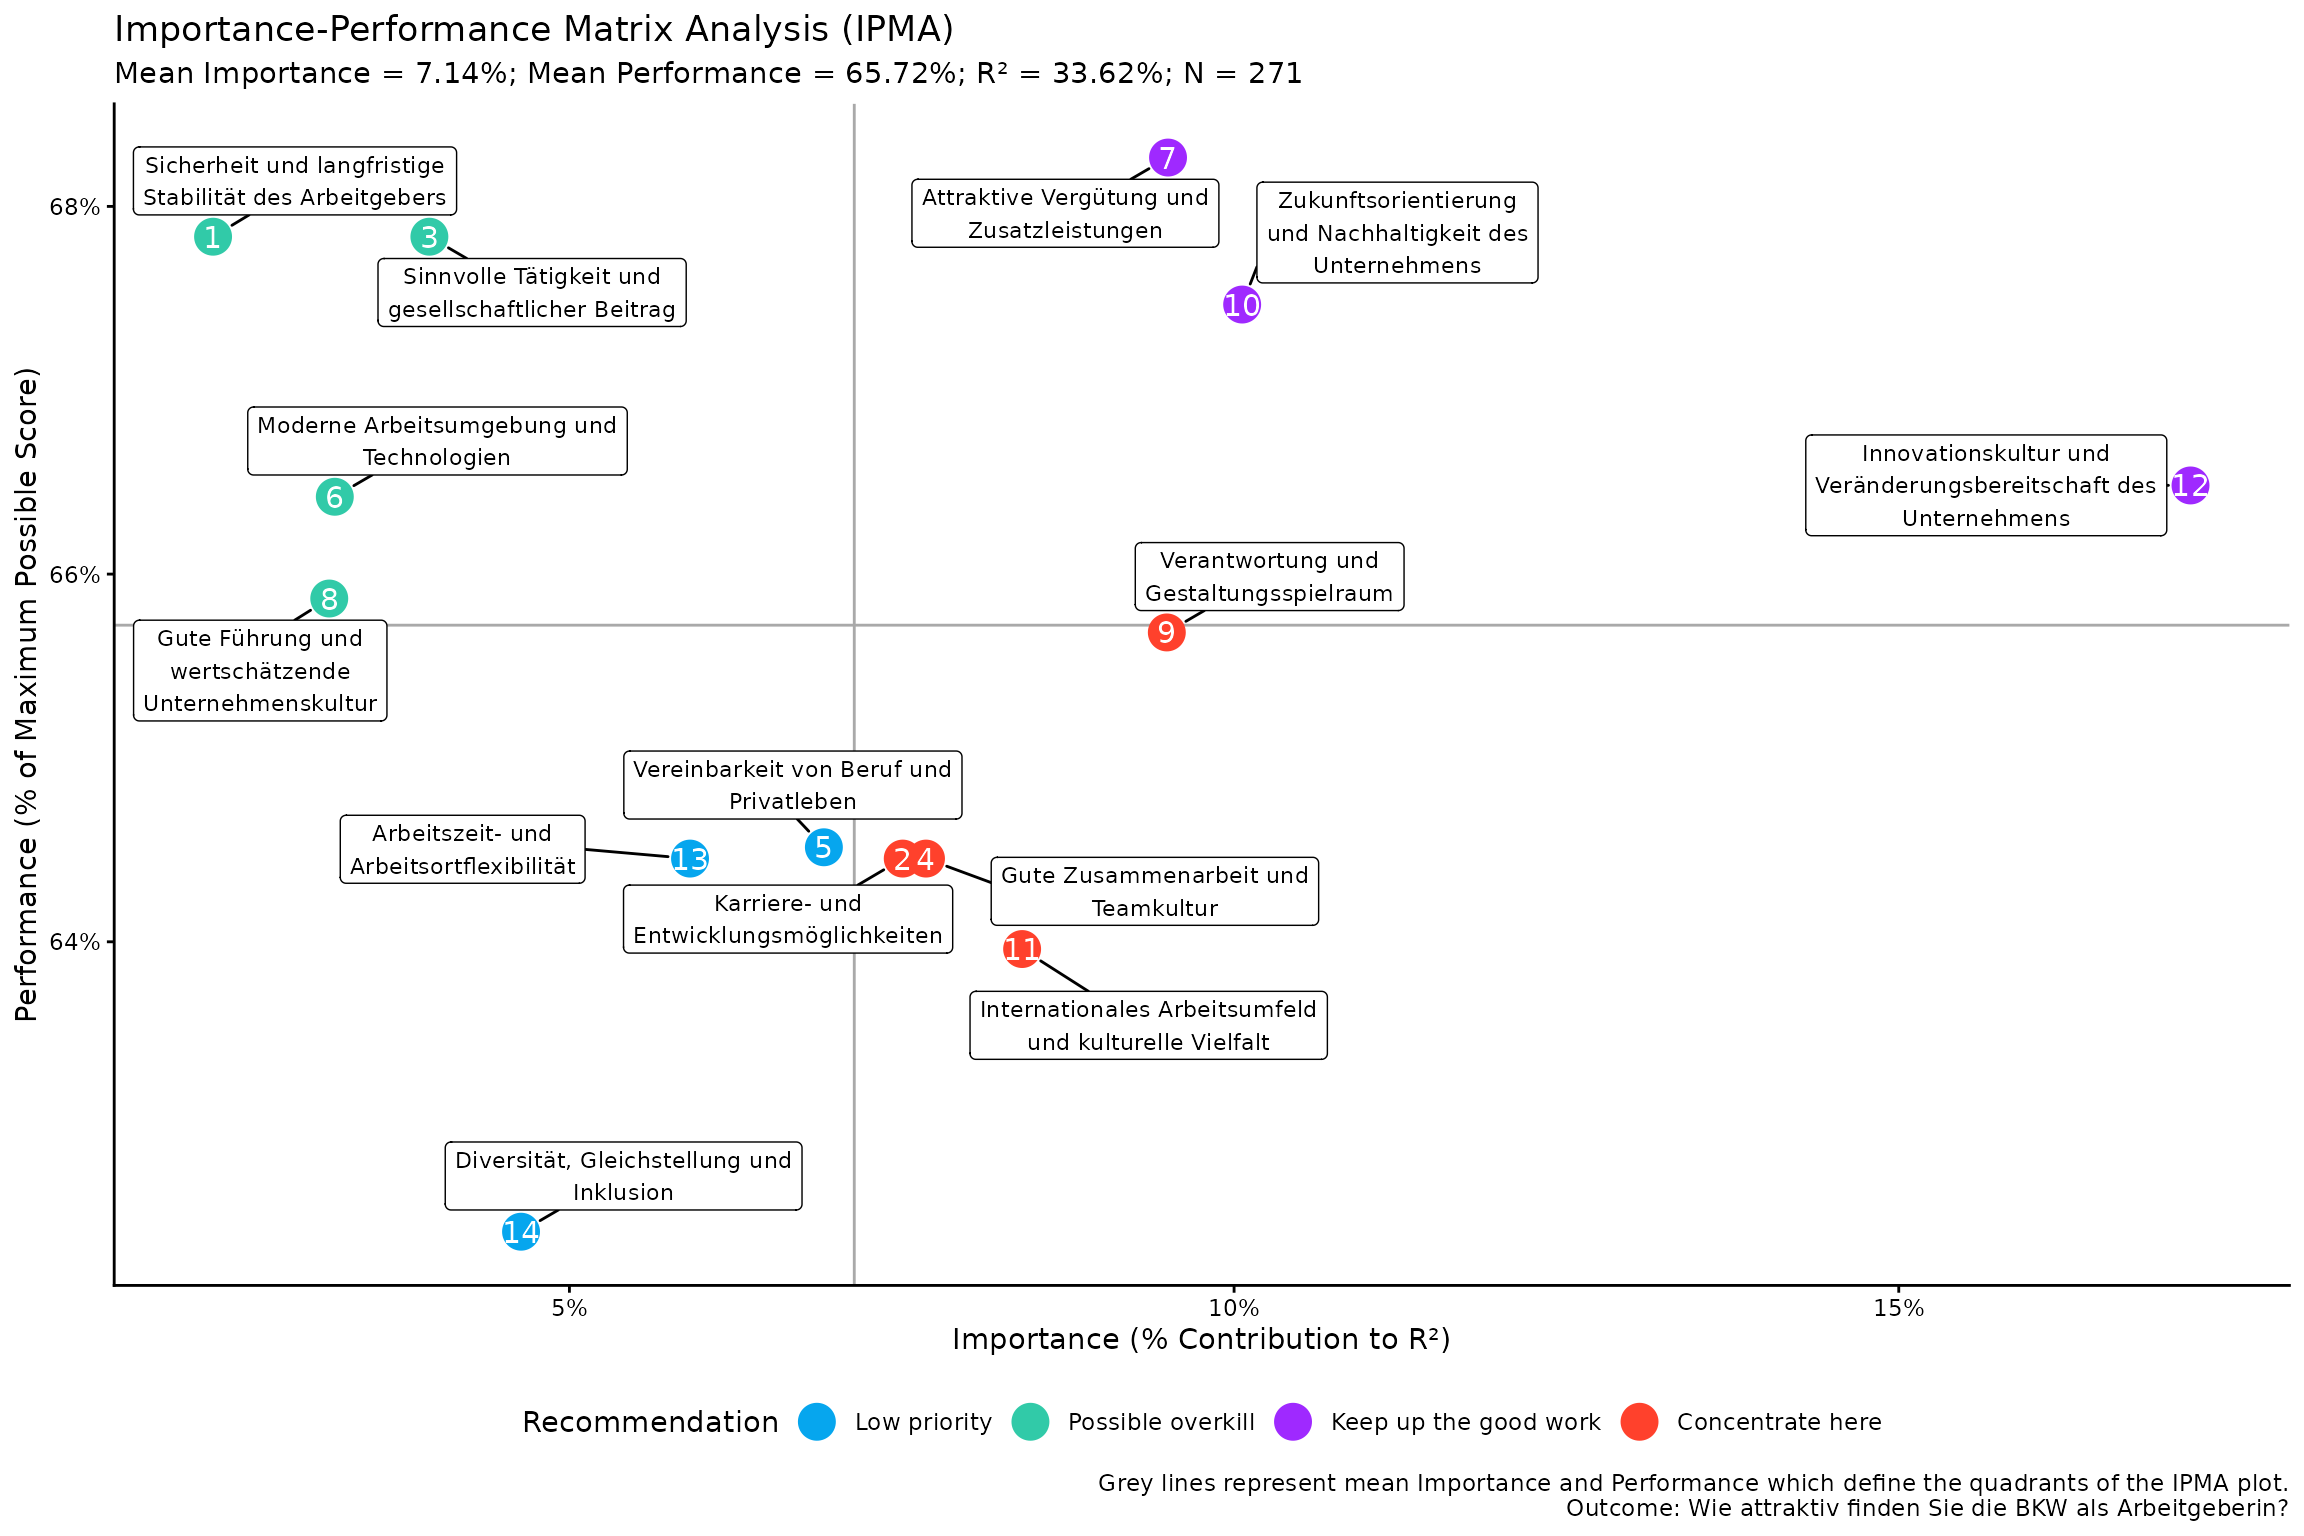 Importance-Performance Matrix Analysis (IPMA)
Mean Importance = 7.14%; Mean Performance = 65.72%; R² = 33.62%; N = 271
Performance (% of Maximum Possible Score)
68%
66%
64%
Sicherheit und langfristige
Stabilität des Arbeitgebers
1
3
Sinnvolle Tätigkeit und
gesellschaftlicher Beitrag
7
Attraktive Vergütung und
Zusatzleistungen
Zukunftsorientierung
und Nachhaltigkeit des
Unternehmens
10
Moderne Arbeitsumgebung und
Technologien
6
Innovationskultur und
Veränderungsbereitschaft des
Unternehmens
12
8
Gute Führung und
wertschätzende
Unternehmenskultur
Verantwortung und
Gestaltungsspielraum
9
Vereinbarkeit von Beruf und
Privatleben
5
Arbeitszeit- und
Arbeitsortflexibilität
13
2
4
Karriere- und
Entwicklungsmöglichkeiten
Gute Zusammenarbeit und
Teamkultur
11
Internationales Arbeitsumfeld
und kulturelle Vielfalt
Diversität, Gleichstellung und
Inklusion
14
5%
10%
15%
Importance (% Contribution to R²)
Recommendation
Low priority
Possible overkill
Keep up the good work
Concentrate here
Grey lines represent mean Importance and Performance which define the quadrants of the IPMA plot.
Outcome: Wie attraktiv finden Sie die BKW als Arbeitgeberin?